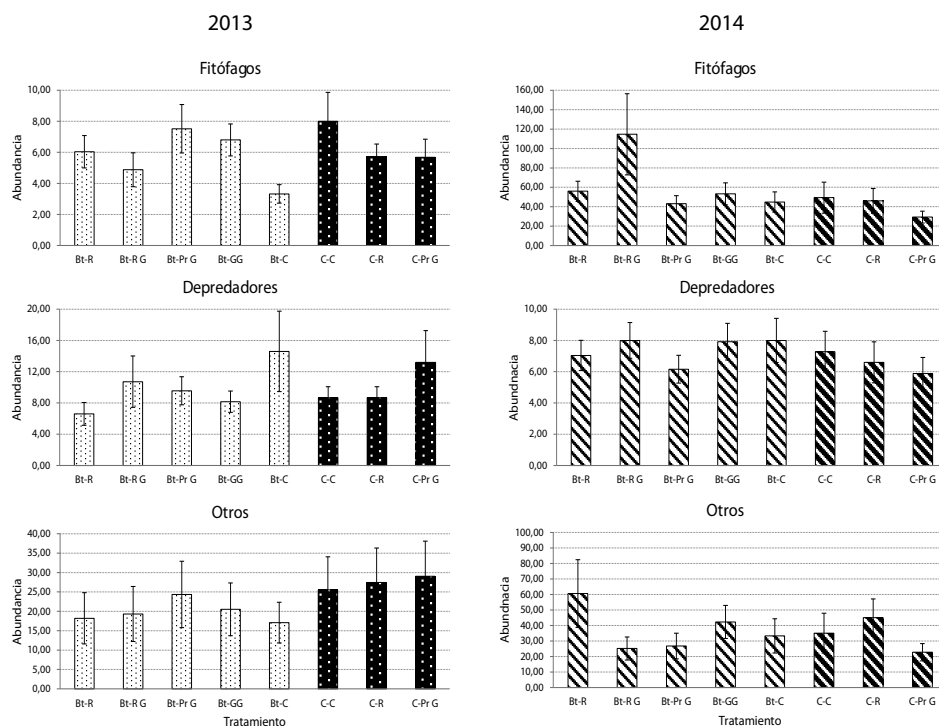 2013
2014
Fitófagos
Abundancia
10,00
8,00
6,00
4,00
2,00
0,00
Bt-R Bt-R G Bt-Pr G Bt-GG Bt-C C-C C-R C-Pr G
Fitófagos
Abundancia
160,00
140,00
120,00
100,00
80,00
60,00
40,00
20,00
0,00
Bt-R Bt-R G Bt-Pr G Bt-GG Bt-C C-C C-R C-Pr G
Depredadores
Abundancia
20,00
16,00
12,00
8,00
4,00
0,00
Bt-R Bt-R G Bt-Pr G Bt-GG Bt-C C-C C-R C-Pr G
Depredadores
Abundnacia
10,00
8,00
6,00
4,00
2,00
0,00
Bt-R Bt-R G Bt-Pr G Bt-GG Bt-C C-C C-R C-Pr G
Otros
Abundancia
40,00
35,00
30,00
25,00
20,00
15,00
10,00
5,00
0,00
Bt-R Bt-R G Bt-Pr G Bt-GG Bt-C C-C C-R C-Pr G
Tratamiento
Otros
Abundnacia
100,00
90,00
80,00
70,00
60,00
50,00
40,00
30,00
20,00
10,00
0,00
Bt-R Bt-R G Bt-Pr G Bt-GG Bt-C C-C C-R C-Pr G
Tratamiento